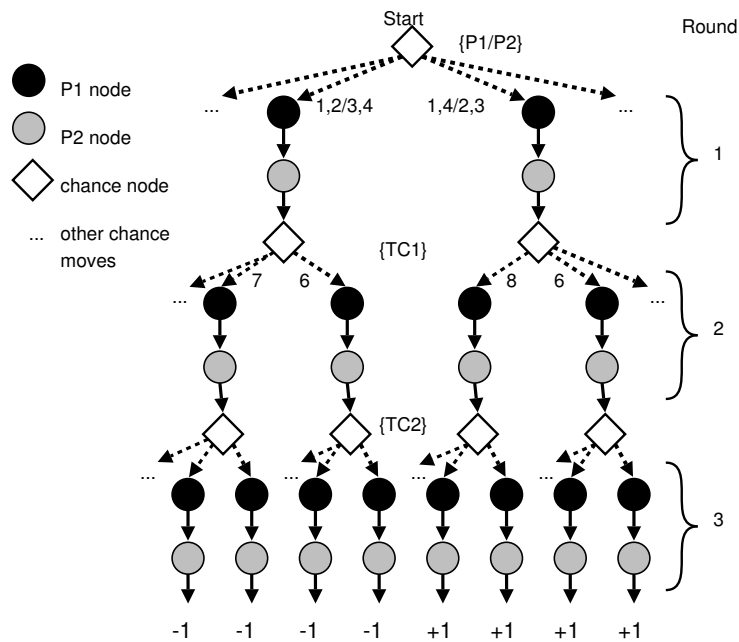 Start
{P1/P2}
Round
P1 node
P2 node
chance node
... other chance
moves
...
1,2/3,4
1,4/2,3
...
1
{TC1}
...
7
6
8
6
...
2
{TC2}
...
...
...
...
3
-1 -1 -1 -1 +1 +1 +1 +1